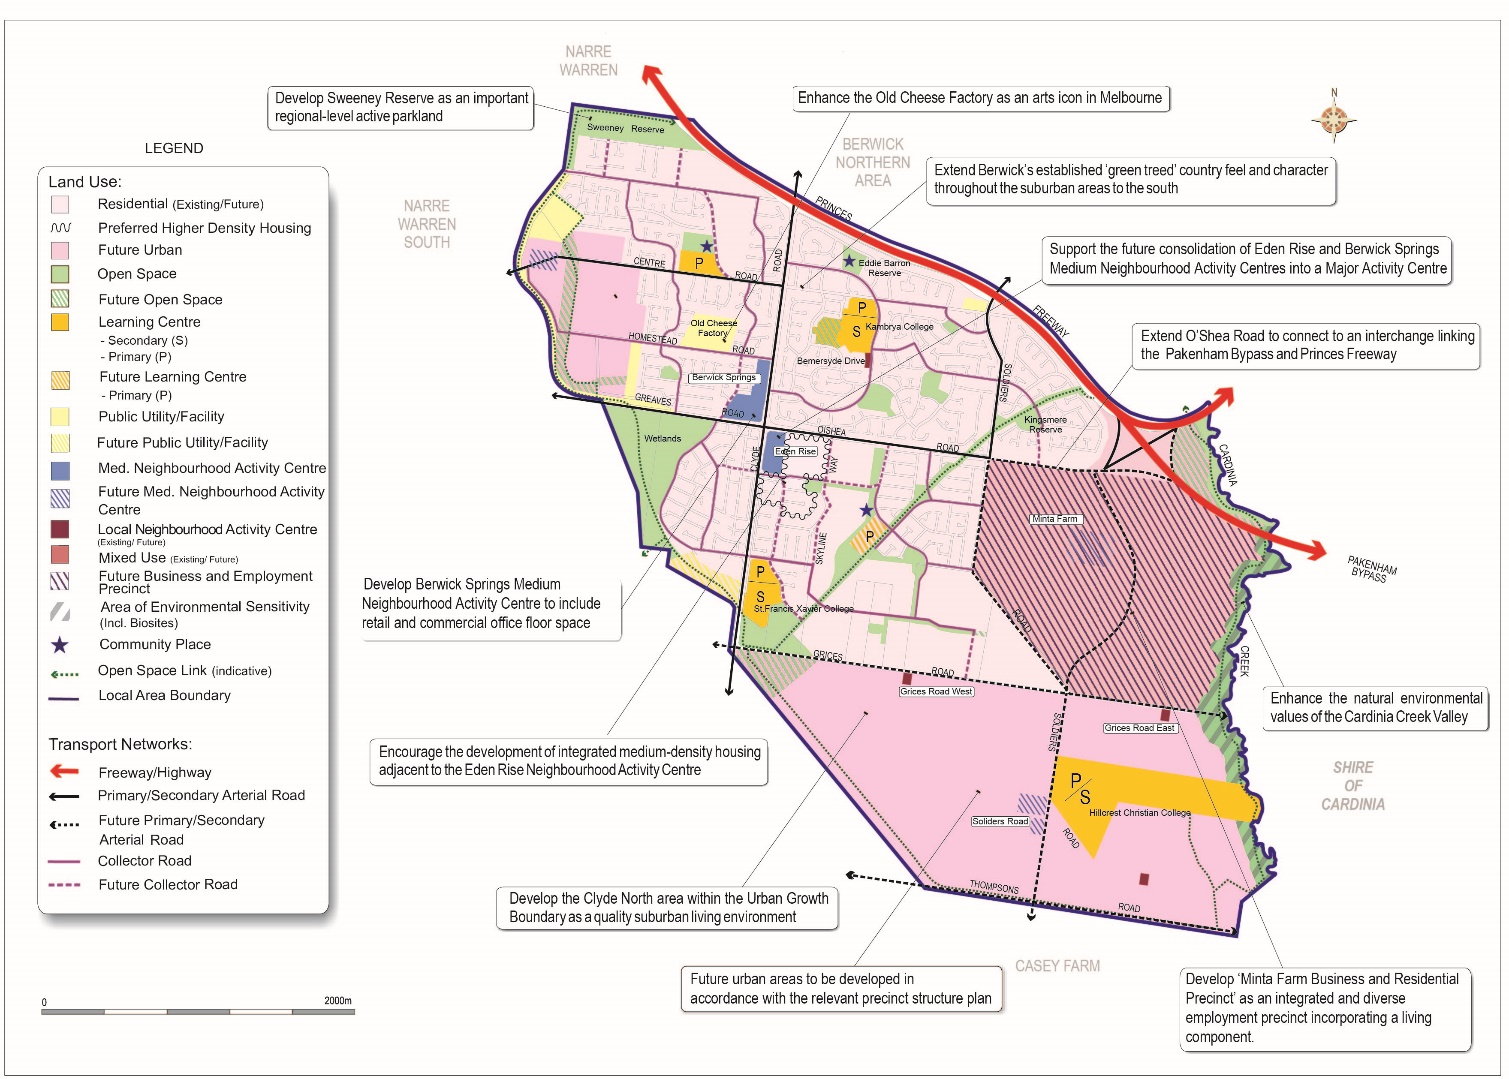 NARRE
WARREN
Develop Sweeney Reserve as an important
regional-level active parkland
Enhance the Old Cheese Factory as an arts icon in Melbourne
N
Sweeney Reserve
BERWICK
NORTHERN
AREA
LEGEND
Extend Berwick's established 'green treed' country feel and character
throughout the suburban areas to the south
NARRE
WARREN
SOUTH
PRINCES
Support the future consolidation of Eden Rise and Berwick Springs
Medium Neighbourhood Activity Centres into a Major Activity Centre
FREEWAY
Extend O'Shea Road to connect to an interchange linking
the Pakenham Bypass and Princes Freeway
Land Use:
Residential (Existing/Future)
Preferred Higher Density Housing
Future Urban
Open Space
Future Open Space
Learning Centre
- Secondary (S)
- Primary (P)
Future Learning Centre
- Primary (P)
Public Utility/Facility
Future Public Utility/Facility
Med. Neighbourhood Activity Centre
Future Med. Neighbourhood Activity
Centre
Local Neighbourhood Activity Centre
(Existing/ Future)
Mixed Use (Existing/ Future)
Future Business and Employment
Precinct
Area of Environmental Sensitivity
(Incl. Biosites)
Community Place
Open Space Link (indicative)
Local Area Boundary
Transport Networks:
Freeway/Highway
Primary/Secondary Arterial Road
Future Primary/Secondary
Arterial Road
Collector Road
Future Collector Road
0
2000m
CENTRE
ROAD
P
ROAD
Eddie Barron
Reserve
P
S
Kambrya College
Old Cheese
Factory
HOMESTEAD
ROAD
Bemersyde Drive
Berwick Springs
SOLDIERS
GREAVES
ROAD
Kingsmere
Reserve
OISHEA
ROAD
Wetlands
CLYDE
Eden Rise
WAY
CARDINIA
Minta Farm
P
SKYLINE
PAKENHAM
BYPASS
P
S
St.Francis Xavier College
ROAD
Develop Berwick Springs Medium
Neighbourhood Activity Centre to include
retail and commercial office floor space
GRICES
ROAD
CREEK
Grices Road West
Enhance the natural environmental
values of the Cardinia Creek Valley
SOLDIERS
Grices Road East
Encourage the development of integrated medium-density housing
adjacent to the Eden Rise Neighbourhood Activity Centre
SHIRE
OF
CARDINIA
P
S
Hillcrest Christian College
Soliders Road
ROAD
THOMPSONS
ROAD
Develop the Clyde North area within the Urban Growth
Boundary as a quality suburban living environment
CASEY FARM
Future urban areas to be developed in
accordance with the relevant precinct structure plan
Develop 'Minta Farm Business and Residential
Precinct' as an integrated and diverse
employment precinct incorporating a living
component.